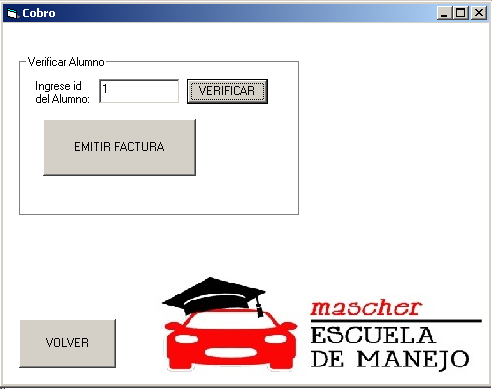 Cobro
Verificar Alumno
Ingrese id
del Alumno:
1
VERIFICAR
EMITIR FACTURA
VOLVER
mascher
ESCUELA
DE MANEJO